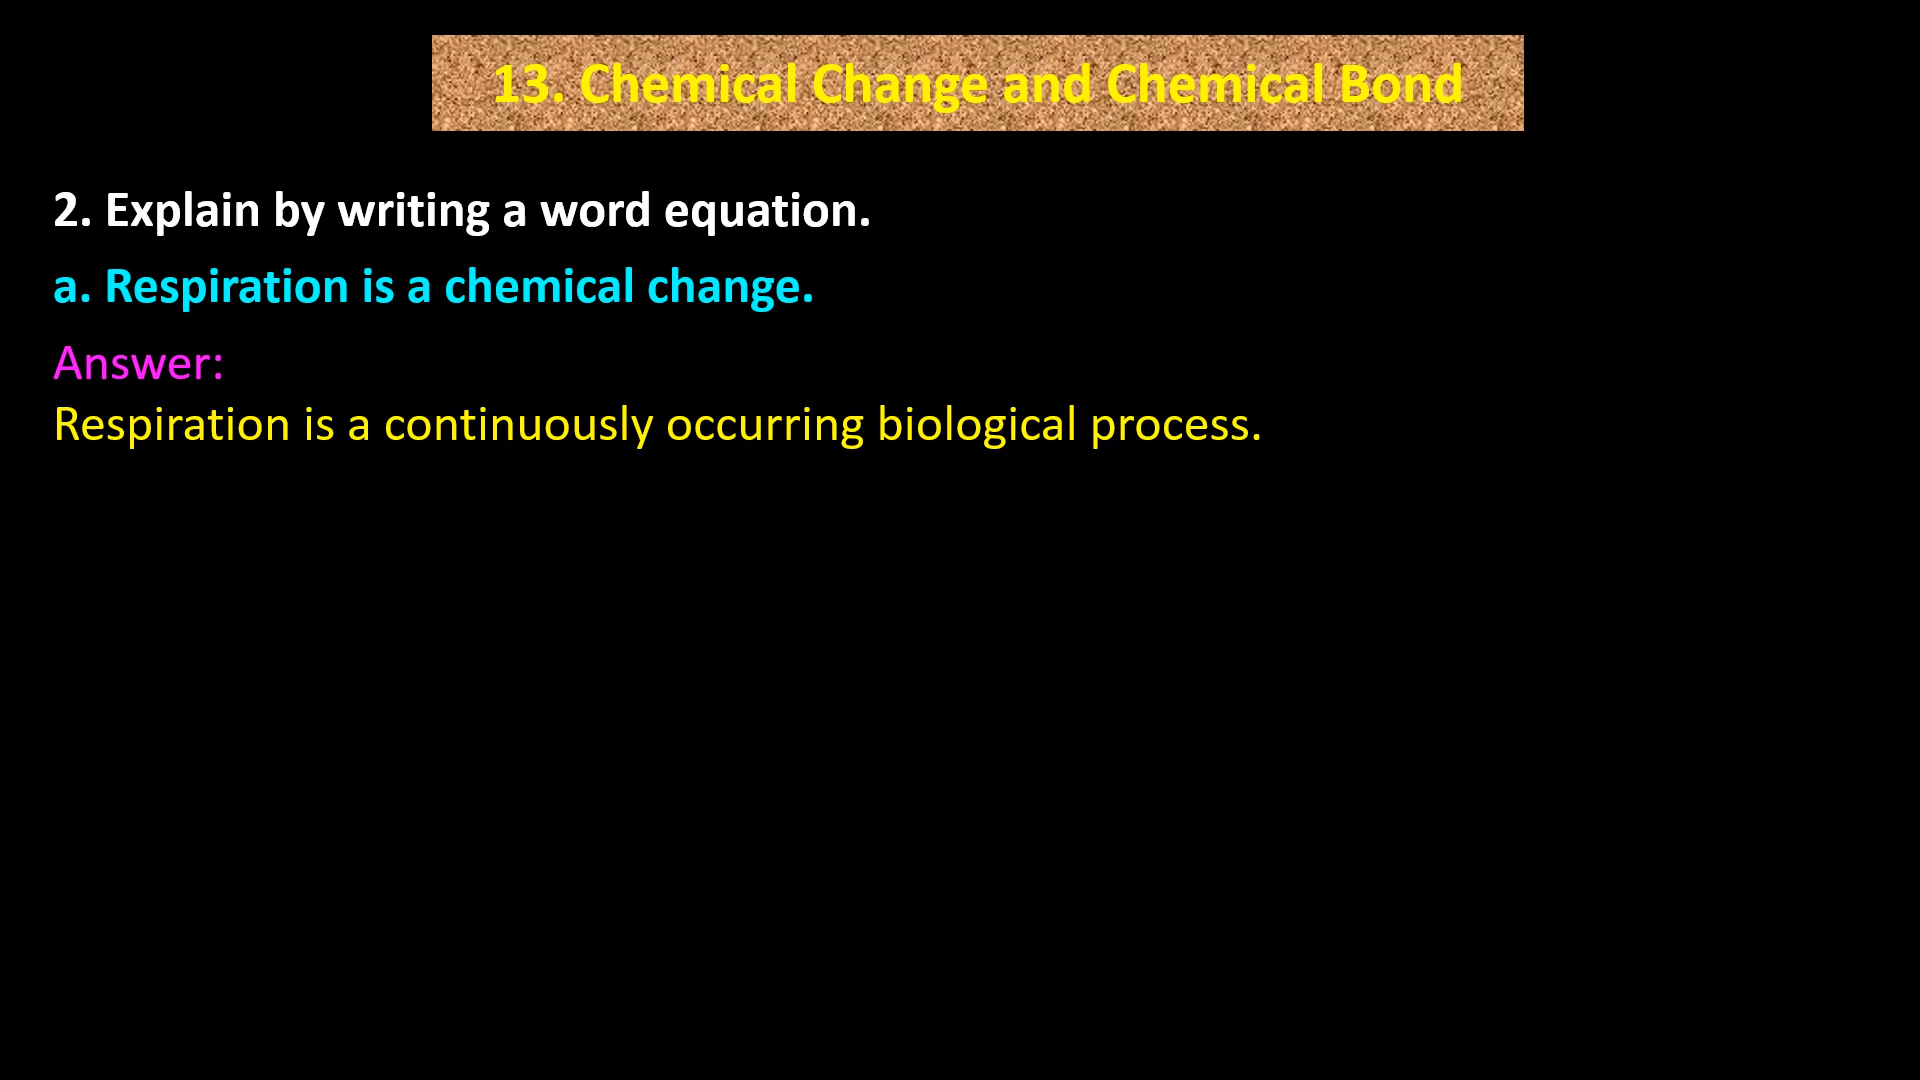 13. Chemical Change and Chemical Bond
2. Explain by writing a word equation.
a. Respiration is a chemical change.
Answer:
Respiration is a continuously occurring biological process.